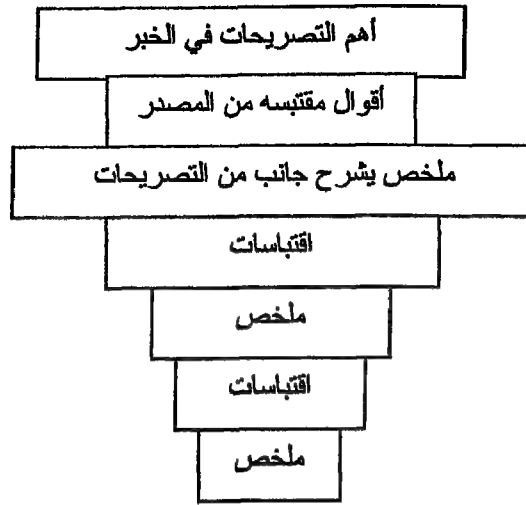 أهم التصريحات في الخبر
أقوال مقتبسه من المصدر
ملخص يشرح جانب من التصريحات
اقتباسات
ملخص
اقتباسات
ملخص